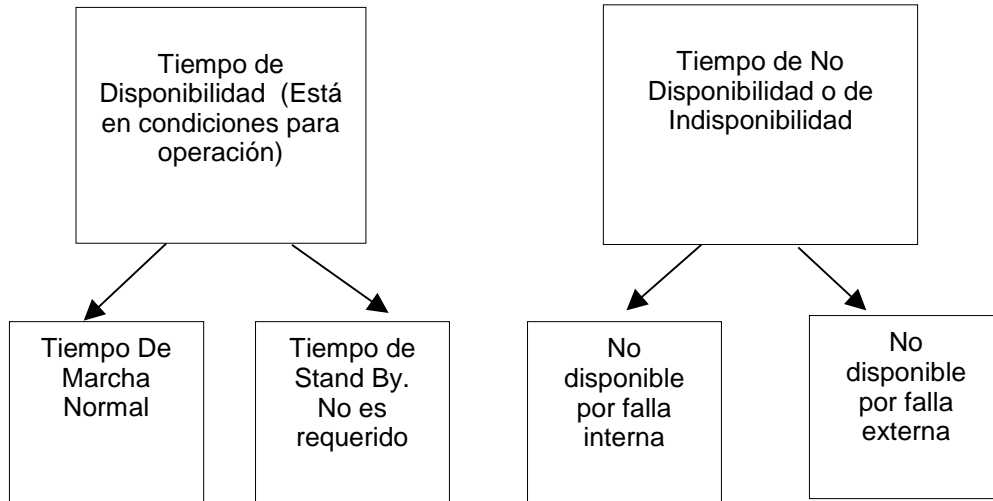 Tiempo de
Disponibilidad (Está
en condiciones para
operación)
Tiempo de No
Disponibilidad o de
Indisponibilidad
Tiempo De
Marcha
Normal
Tiempo de
Stand By.
No es
requerido
No
disponible
por falla
interna
No
disponible
por falla
externa